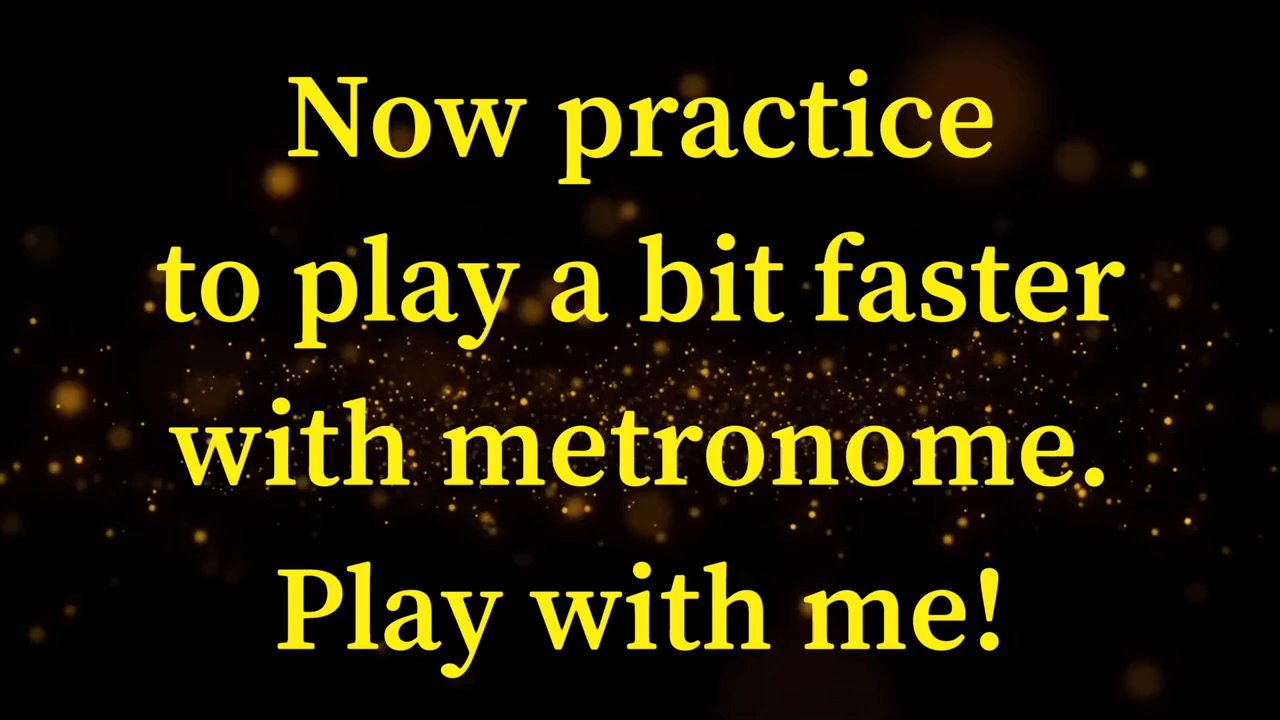 Now practice
to play a bit faster
with metronome.
Play with me!